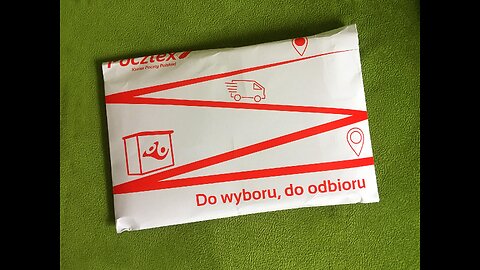 Pocztex
Kurier Poczty Polskiej
Do wyboru, do odbioru